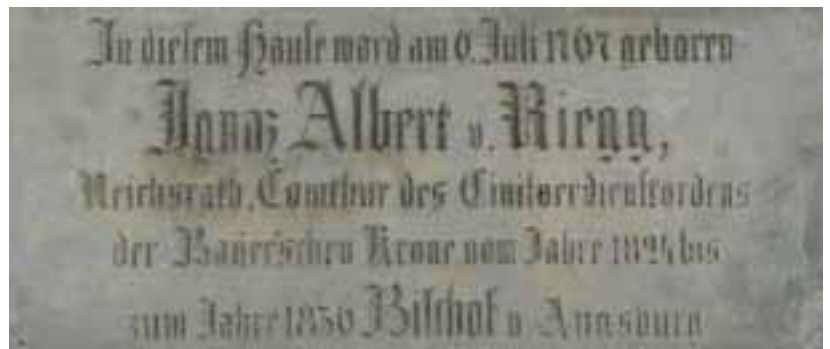 In diesem Hause ward am 6. Juli 1767 geboren
Ignaz Albert v. Riegg,
Reichsrath, Comthur des Civilverdienstordens
der Bayerischen Krone vom Jahre 1824 bis
zum Jahre 1836 Bischof v. Augsburg